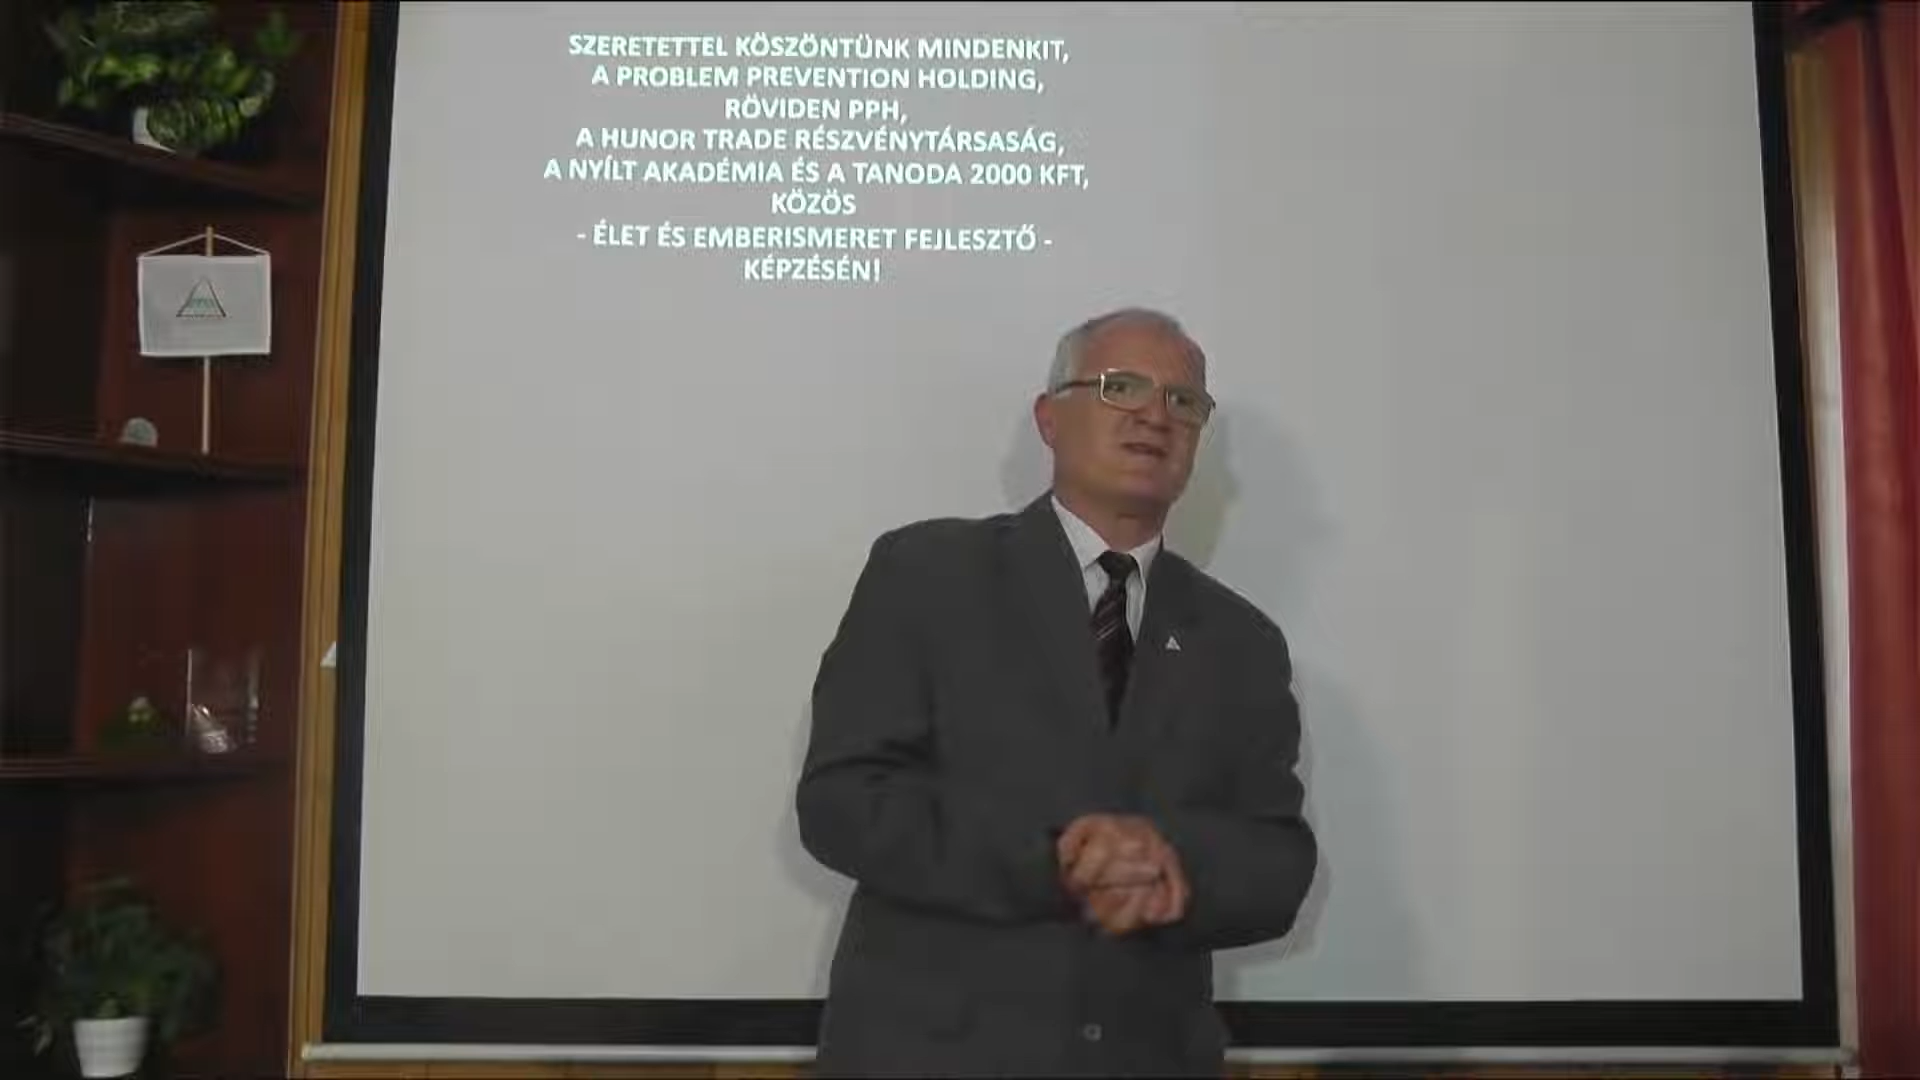 SZERETETTEL KÖSZÖNTÜNK MINDENKIT,
A PROBLEM PREVENTION HOLDING,
RÖVIDEN PPH,
A HUNOR TRADE RÉSZVÉNYTÁRSASÁG,
A NYÍLT AKADÉMIA ÉS A TANODA 2000 KFT,
KÖZÖS
- ÉLET ÉS EMBERISMERET FEJLESZTŐ -
KÉPZÉSÉN!